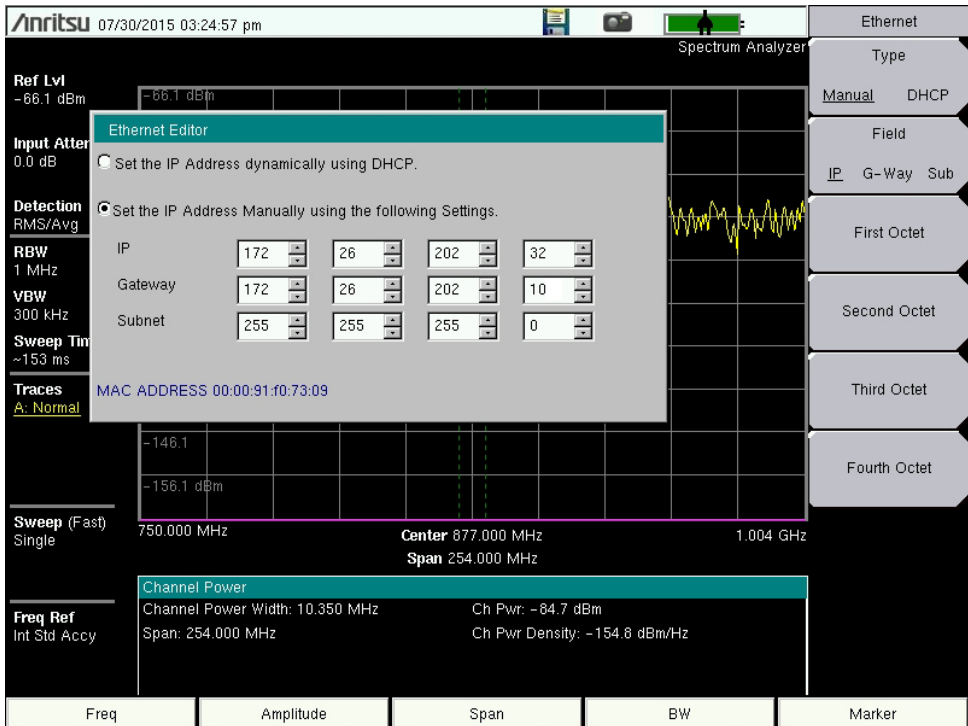 /Inritsu 07/30/2015 03:24:57 pm
Spectrum Analyzer
Ref Lvl
-66.1 dBm
-66.1 dBm
Input Atten
0.0 dB
Detection
RMS/Avg
RBW
1 MHz
VBW
300 kHz
Sweep Tim
~153 ms
Traces
A: Normal
Sweep (Fast)
Single
Freq Ref
Int Std Accy
Ethernet Editor
Set the IP Address dynamically using DHCP.
Set the IP Address Manually using the following Settings.
IP 172 26 202 32
Gateway 172 26 202 10
Subnet 255 255 255 0
MAC ADDRESS 00:00:91:f0:73:09
-146.1
-156.1 dBm
750.000 MHz Center 877.000 MHz 1.004 GHz
Span 254.000 MHz
Channel Power
Channel Power Width: 10.350 MHz Ch Pwr: -84.7 dBm
Span: 254.000 MHz Ch Pwr Density: -154.8 dBm/Hz
Ethernet
Type
Manual DHCP
Field
IP G-Way Sub
First Octet
Second Octet
Third Octet
Fourth Octet
Freq Amplitude Span BW Marker